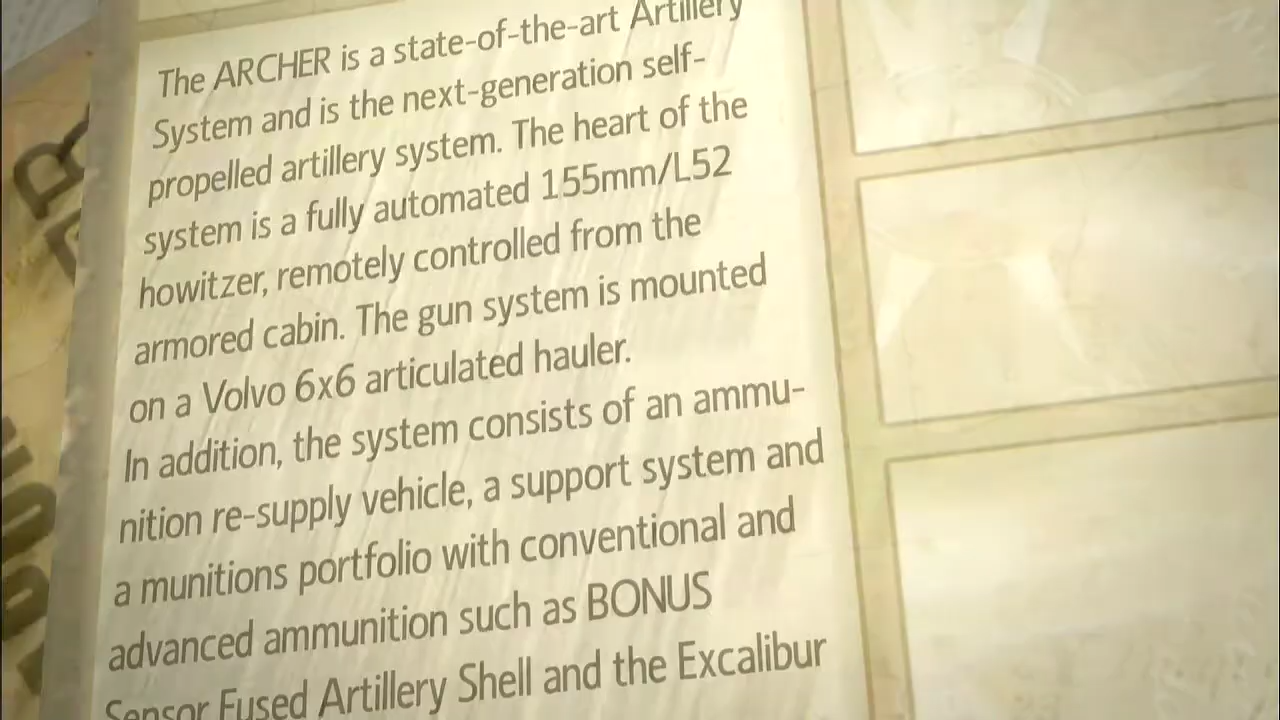 The ARCHER is a state-of-the-art Artillery
System and is the next-generation self-
propelled artillery system. The heart of the
system is a fully automated 155mm/L52
howitzer, remotely controlled from the
armored cabin. The gun system is mounted
on a Volvo 6x6 articulated hauler.
In addition, the system consists of an ammu-
nition re-supply vehicle, a support system and
a munitions portfolio with conventional and
advanced ammunition such as BONUS
Sensor Fused Artillery Shell and the Excalibur